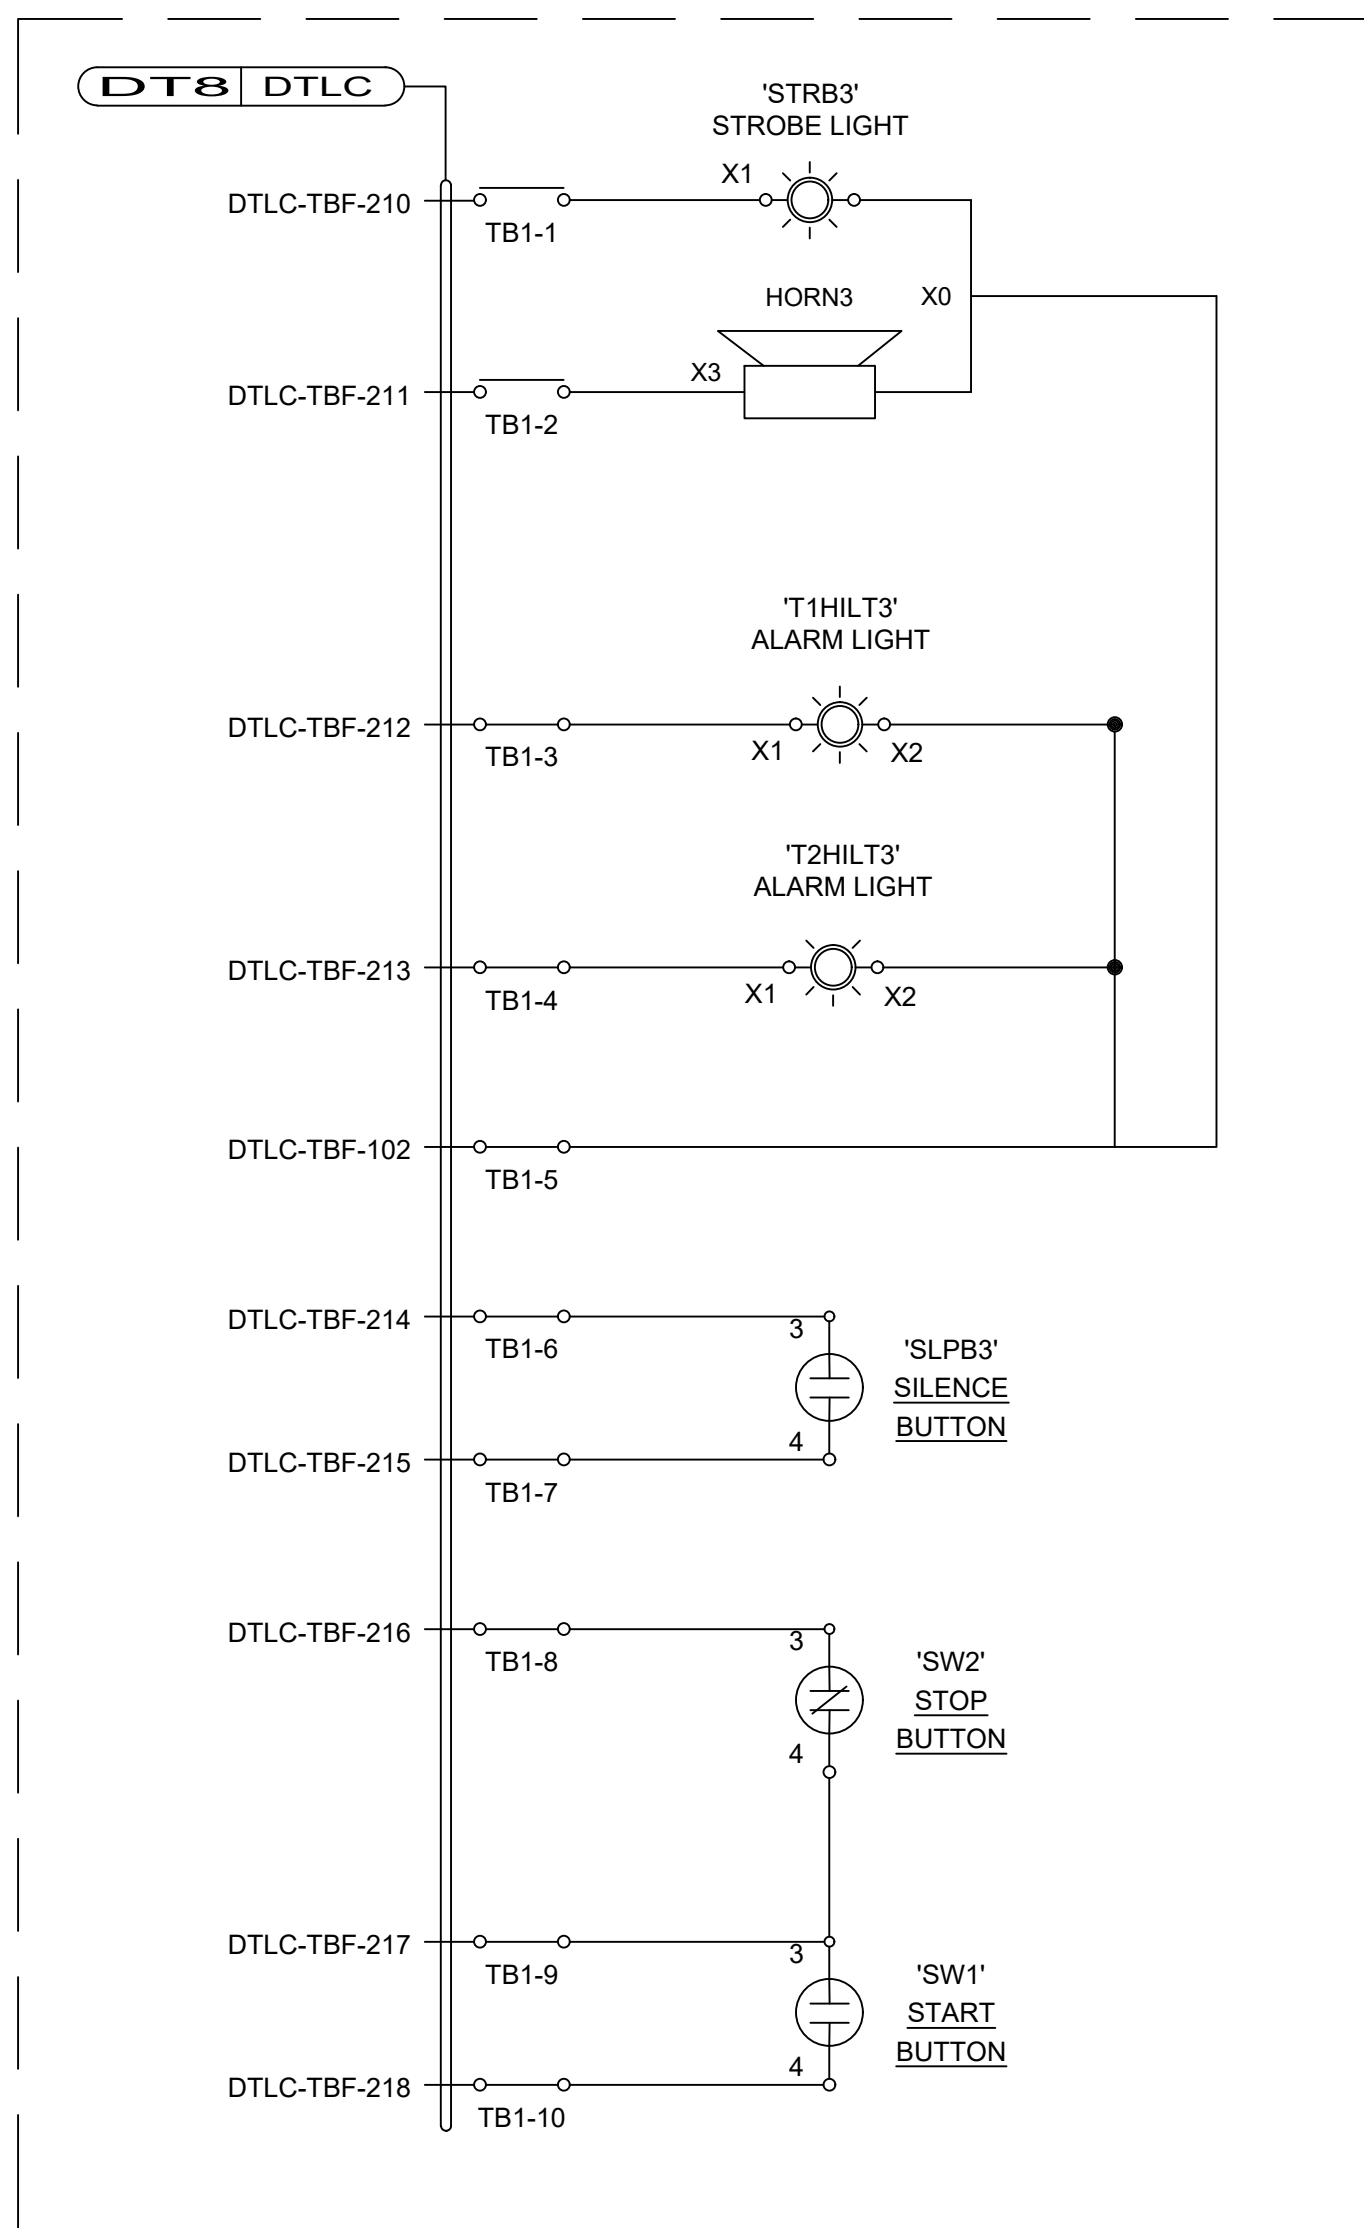 DT8 DTLC
'STRB3'
STROBE LIGHT
X1
DTLC-TBF-210
TB1-1
HORN3
X0
X3
DTLC-TBF-211
TB1-2
'T1HILT3'
ALARM LIGHT
DTLC-TBF-212
TB1-3
X1
X2
'T2HILT3'
ALARM LIGHT
DTLC-TBF-213
TB1-4
X1
X2
DTLC-TBF-102
TB1-5
DTLC-TBF-214
TB1-6
3
'SLPB3'
SILENCE
BUTTON
4
DTLC-TBF-215
TB1-7
DTLC-TBF-216
TB1-8
3
'SW2'
STOP
BUTTON
4
DTLC-TBF-217
TB1-9
3
'SW1'
START
BUTTON
4
DTLC-TBF-218
TB1-10